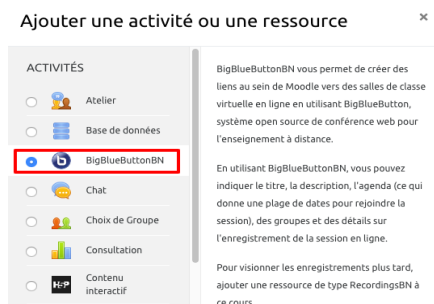 Ajouter une activité ou une ressource
×
ACTIVITÉS
Atelier
Base de données
BigBlueButtonBN
Chat
Choix de Groupe
Consultation
H-P
Contenu
interactif
BigBlueButtonBN vous permet de créer des
liens au sein de Moodle vers des salles de classe
virtuelle en ligne en utilisant BigBlueButton,
système open source de conférence web pour
l'enseignement à distance.
En utilisant BigBlueButtonBN, vous pouvez
indiquer le titre, la description, l'agenda (ce qui
donne une plage de dates pour rejoindre la
session), des groupes et des détails sur
l'enregistrement de la session en ligne.
Pour visionner les enregistrements plus tard,
ajouter une ressource de type RecordingsBN à
ce cours